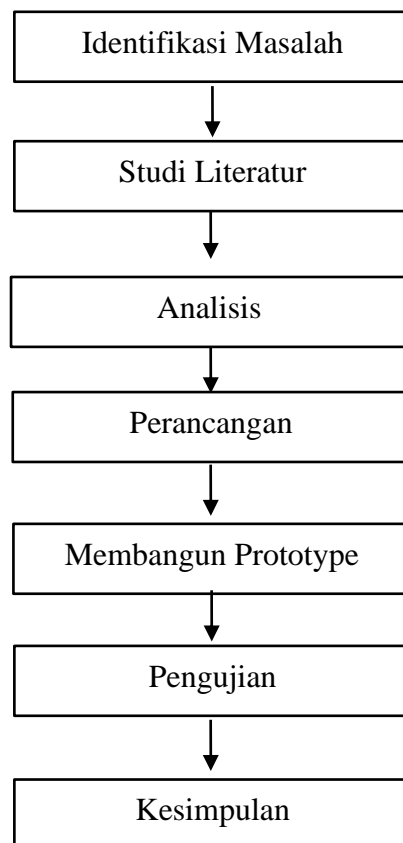 Identifikasi Masalah
Studi Literatur
Analisis
Perancangan
Membangun Prototype
Pengujian
Kesimpulan